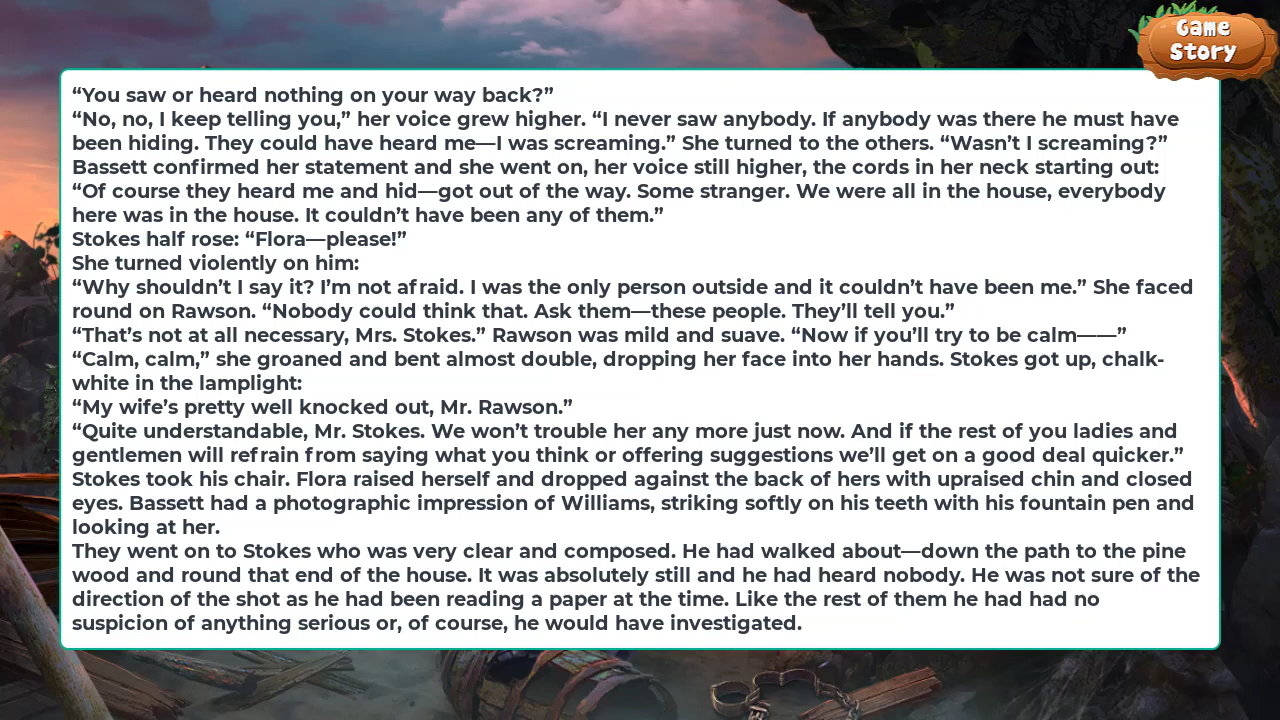 Game
Story
“You saw or heard nothing on your way back?”
“No, no, I keep telling you,” her voice grew higher. “I never saw anybody. If anybody was there he must have
been hiding. They could have heard me—I was screaming.” She turned to the others. “Wasn’t I screaming?”
Bassett confirmed her statement and she went on, her voice still higher, the cords in her neck starting out:
“Of course they heard me and hid—got out of the way. Some stranger. We were all in the house, everybody
here was in the house. It couldn’t have been any of them.”
Stokes half rose: “Flora—please!”
She turned violently on him:
“Why shouldn’t I say it? I’m not afraid. I was the only person outside and it couldn’t have been me.” She faced
round on Rawson. “Nobody could think that. Ask them—these people. They’ll tell you.”
“That’s not at all necessary, Mrs. Stokes.” Rawson was mild and suave. “Now if you’ll try to be calm——”
“Calm, calm,” she groaned and bent almost double, dropping her face into her hands. Stokes got up, chalk-
white in the lamplight:
“My wife’s pretty well knocked out, Mr. Rawson.”
“Quite understandable, Mr. Stokes. We won’t trouble her any more just now. And if the rest of you ladies and
gentlemen will refrain from saying what you think or offering suggestions we’ll get on a good deal quicker.”
Stokes took his chair. Flora raised herself and dropped against the back of hers with upraised chin and closed
eyes. Bassett had a photographic impression of Williams, striking softly on his teeth with his fountain pen and
looking at her.
They went on to Stokes who was very clear and composed. He had walked about—down the path to the pine
wood and round that end of the house. It was absolutely still and he had heard nobody. He was not sure of the
direction of the shot as he had been reading a paper at the time. Like the rest of them he had had no
suspicion of anything serious or, of course, he would have investigated.